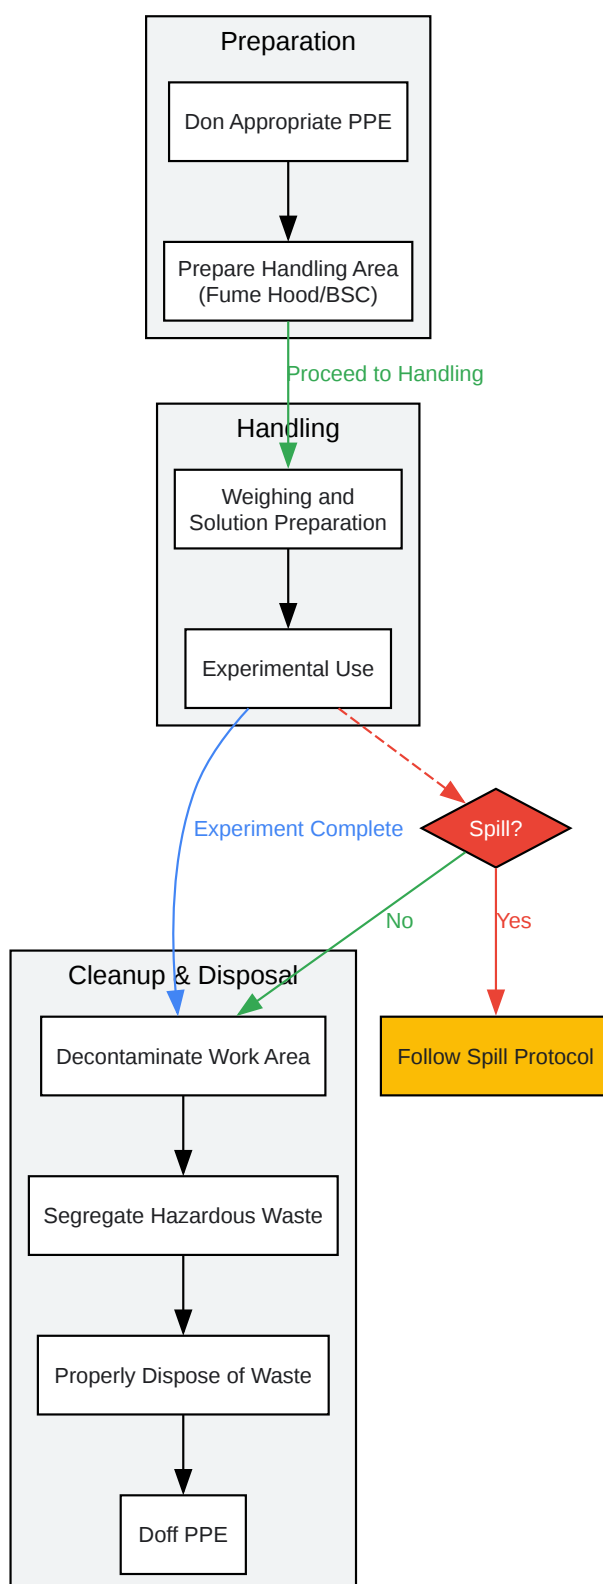 Preparation
Don Appropriate PPE
Prepare Handling Area
(Fume Hood/BSC)
Proceed to Handling
Handling
Weighing and
Solution Preparation
Experimental Use
Spill?
Experiment Complete
No
Yes
Cleanup & Disposal
Decontaminate Work Area
Follow Spill Protocol
Segregate Hazardous Waste
Properly Dispose of Waste
Doff PPE